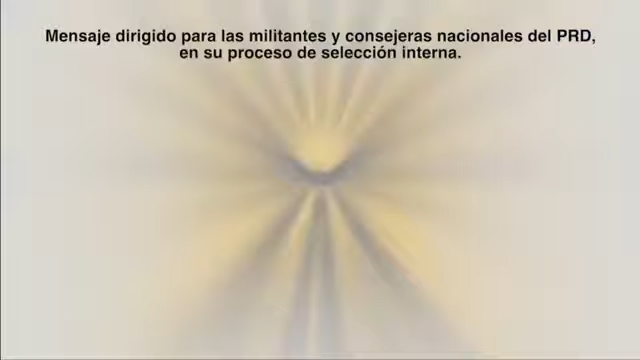 Mensaje dirigido para las militantes y consejeras nacionales del PRD,
en su proceso de selección interna.